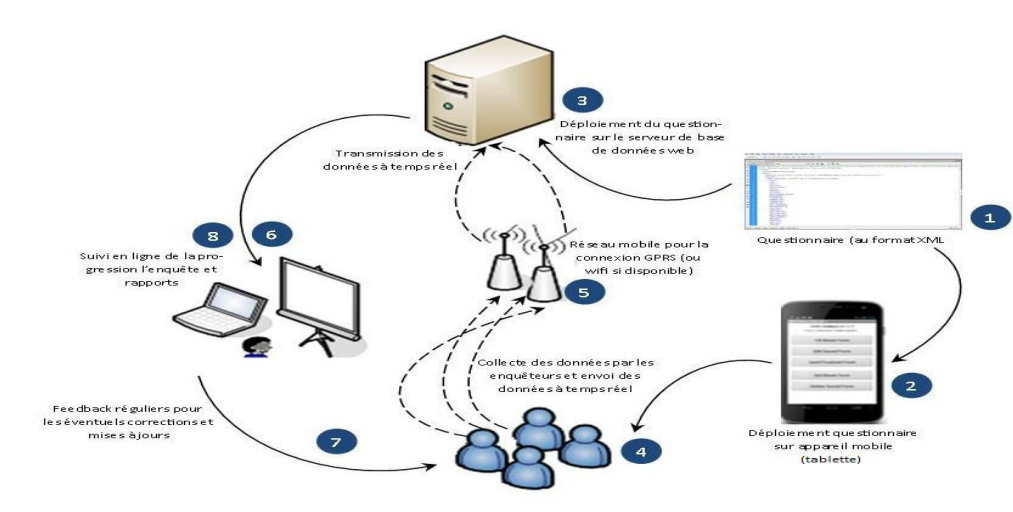 3
Déploiement du question-
naire sur le serveur de base
de données web
Transmission des
données à temps réel
1
Questionnaire (au format XML
8
6
Suivi en ligne de la pro-
gression l'enquête et
rapports
Réseau mobile pour la
connexion GPRS (ou
wifi si disponible)
5
2
Déploiement questionnaire
sur appareil mobile
(tablette)
Collecte des données par les
enquêteurs et envoi des
données à temps réel
4
Feedback réguliers pour
les éventuels corrections et
mises à jours
7